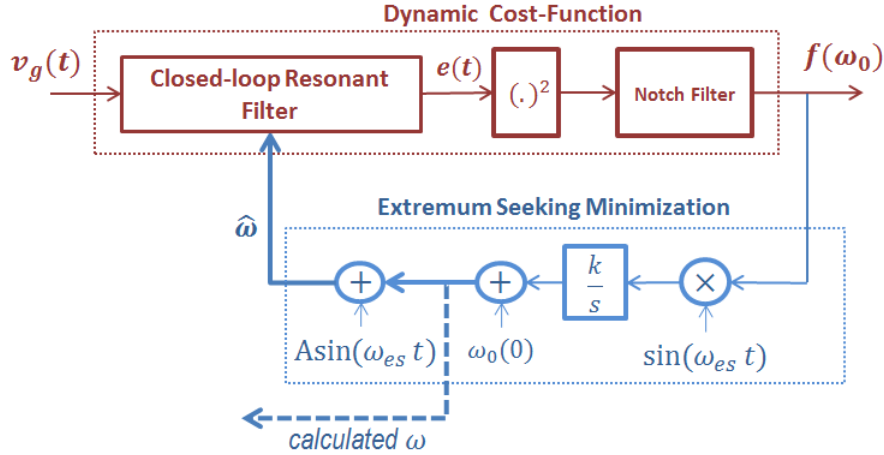 Dynamic Cost-Function
v_g(t)
Closed-loop Resonant
Filter
e(t)
(.)²
Notch Filter
f(ω₀)
Extremum Seeking Minimization
ω̂
+
+
k
s
×
Asin(ω_es t)
ω₀(0)
sin(ω_es t)
calculated ω